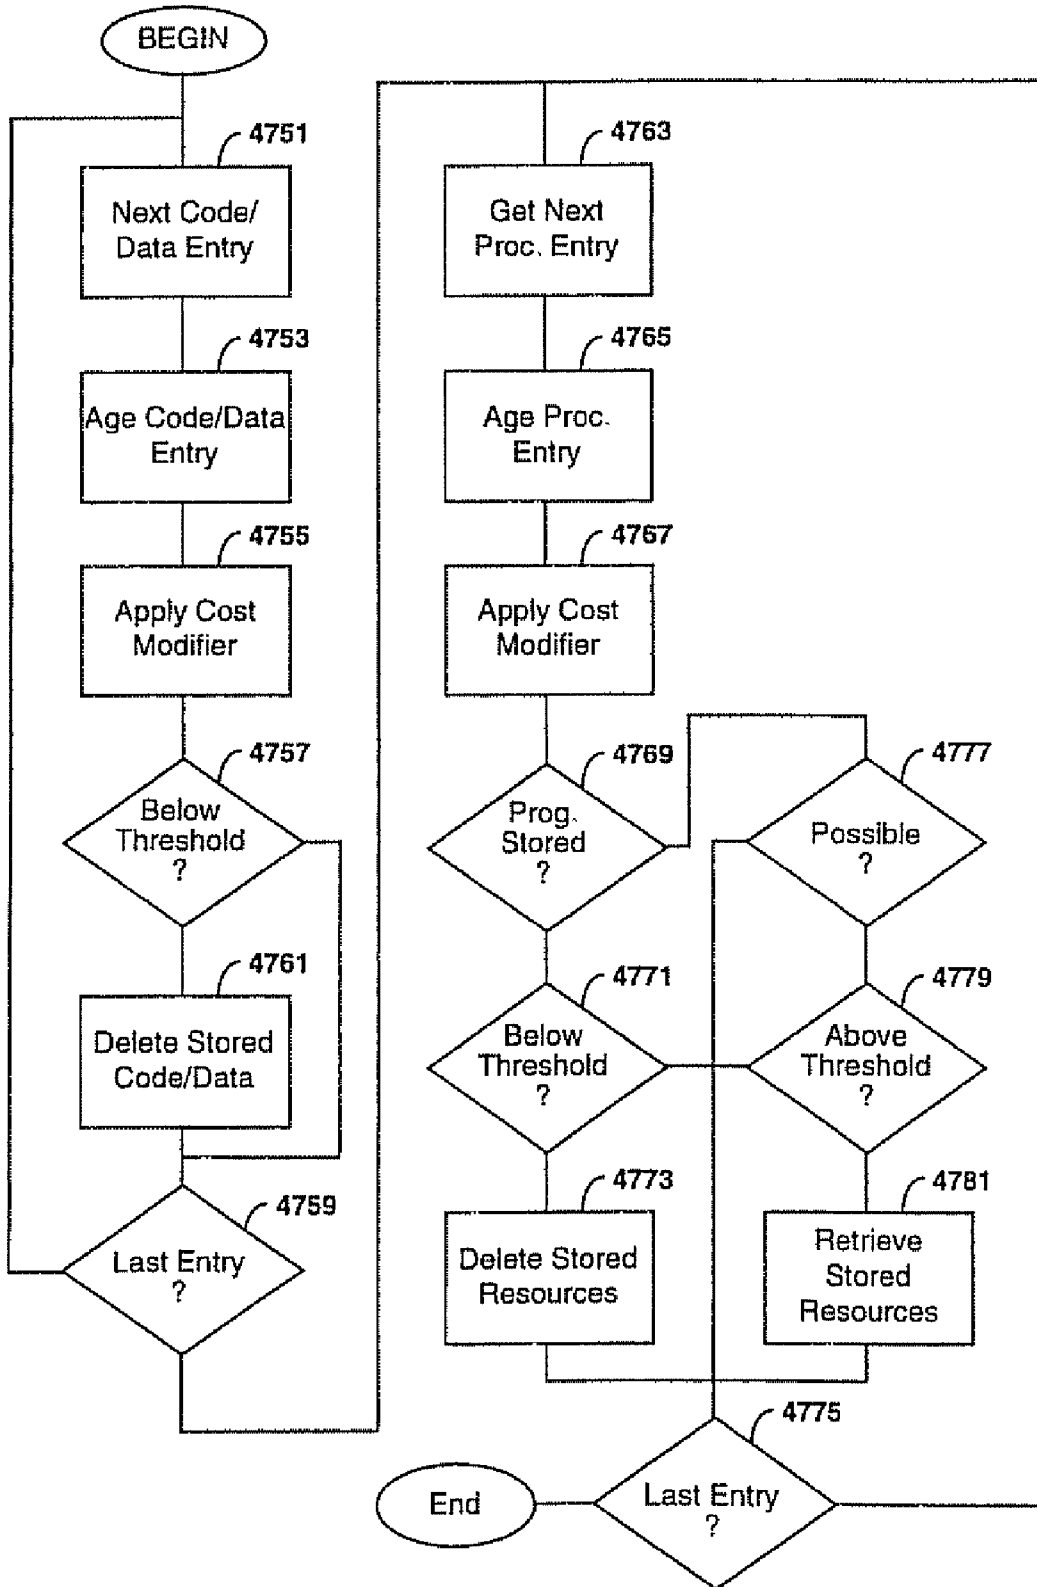 BEGIN
4751
Next Code/
Data Entry
4753
Age Code/Data
Entry
4755
Apply Cost
Modifier
4757
Below
Threshold
?
4761
Delete Stored
Code/Data
4759
Last Entry
?
4763
Get Next
Proc. Entry
4765
Age Proc.
Entry
4767
Apply Cost
Modifier
4769
Prog.
Stored
?
4771
Below
Threshold
?
4773
Delete Stored
Resources
4777
Possible
?
4779
Above
Threshold
?
4781
Retrieve
Stored
Resources
4775
Last Entry
?
End